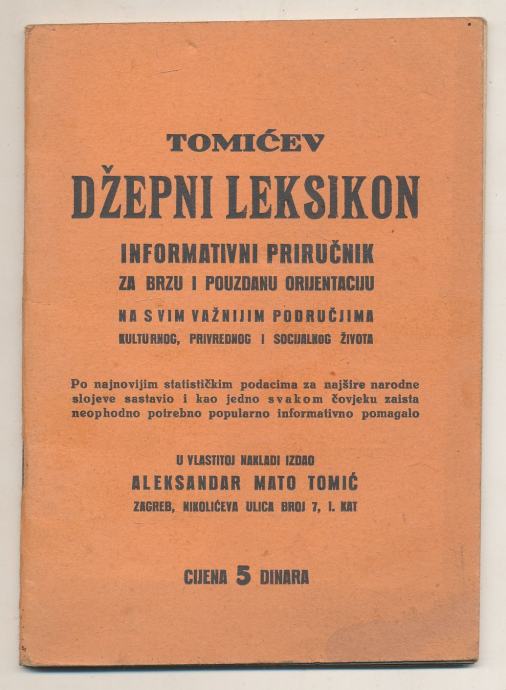 TOMIĆEV
DŽEPNI LEKSIKON
INFORMATIVNI PRIRUČNIK
ZA BRZU I POUZDANU ORIJENTACIJU
NA SVIM VAŽNIJIM PODRUČJIMA
KULTURNOG, PRIVREDNOG I SOCIJALNOG ŽIVOTA
Po najnovijim statističkim podacima za najšire narodne
slojeve sastavio i kao jedno svakom čovjeku zaista
neophodno potrebno popularno informativno pomagalo
U VLASTITOJ NAKLADI IZDAO
ALEKSANDAR MATO TOMIĆ
ZAGREB, NIKOLIĆEVA ULICA BROJ 7, I. KAT
CIJENA 5 DINARA